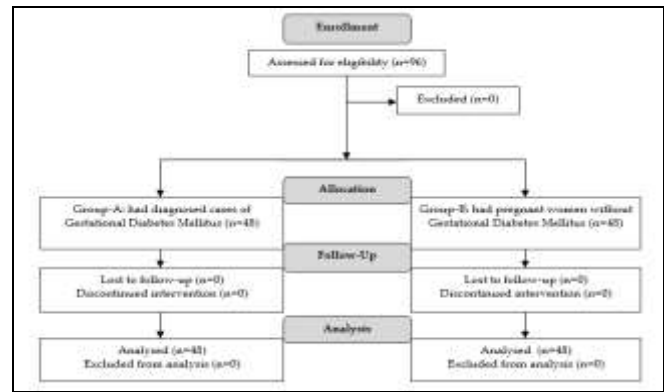 Enrollment
Assessed for eligibility (n=96)
Excluded (n=0)
Allocation
Group-A: had diagnosed cases of
Gestational Diabetes Mellitus (n=48)
Group-B: had pregnant women without
Gestational Diabetes Mellitus (n=48)
Follow-Up
Lost to follow-up (n=0)
Discontinued intervention (n=0)
Lost to follow-up (n=0)
Discontinued intervention (n=0)
Analysis
Analysed (n=48)
Excluded from analysis (n=0)
Analysed (n=48)
Excluded from analysis (n=0)